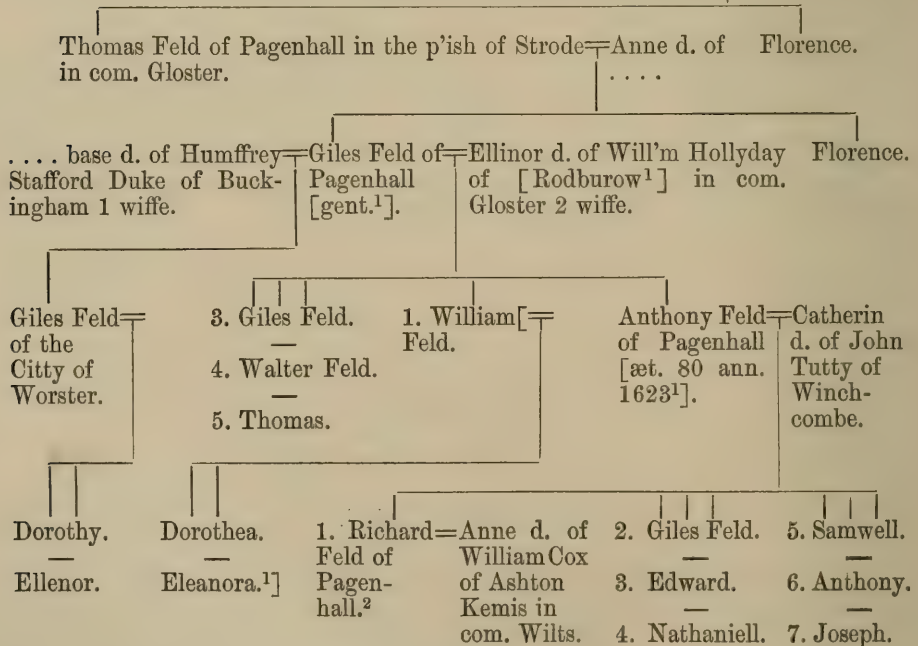 Thomas Feld of Pagenhall in the p'ish of Strode=Anne d. of Florence.
in com. Gloster. . . . .
. . . . base d. of Humffrey=Giles Feld of=Ellinor d. of Will'm Hollyday Florence.
Stafford Duke of Buck- Pagenhall of [Rodburow¹] in com.
ingham 1 wiffe. [gent.¹]. Gloster 2 wiffe.
Giles Feld= 3. Giles Feld. 1. William[= Anthony Feld=Catherin
of the — Feld. of Pagenhall d. of John
Citty of 4. Walter Feld. [æt. 80 ann. Tutty of
Worster. — 1623¹]. Winch-
5. Thomas. combe.
Dorothy. Dorothea. 1. Richard=Anne d. of 2. Giles Feld. 5. Samwell.
— — Feld of William Cox — —
Ellenor. Eleanora.¹] Pagen- of Ashton 3. Edward. 6. Anthony.
hall.² Kemis in — —
com. Wilts. 4. Nathaniell. 7. Joseph.